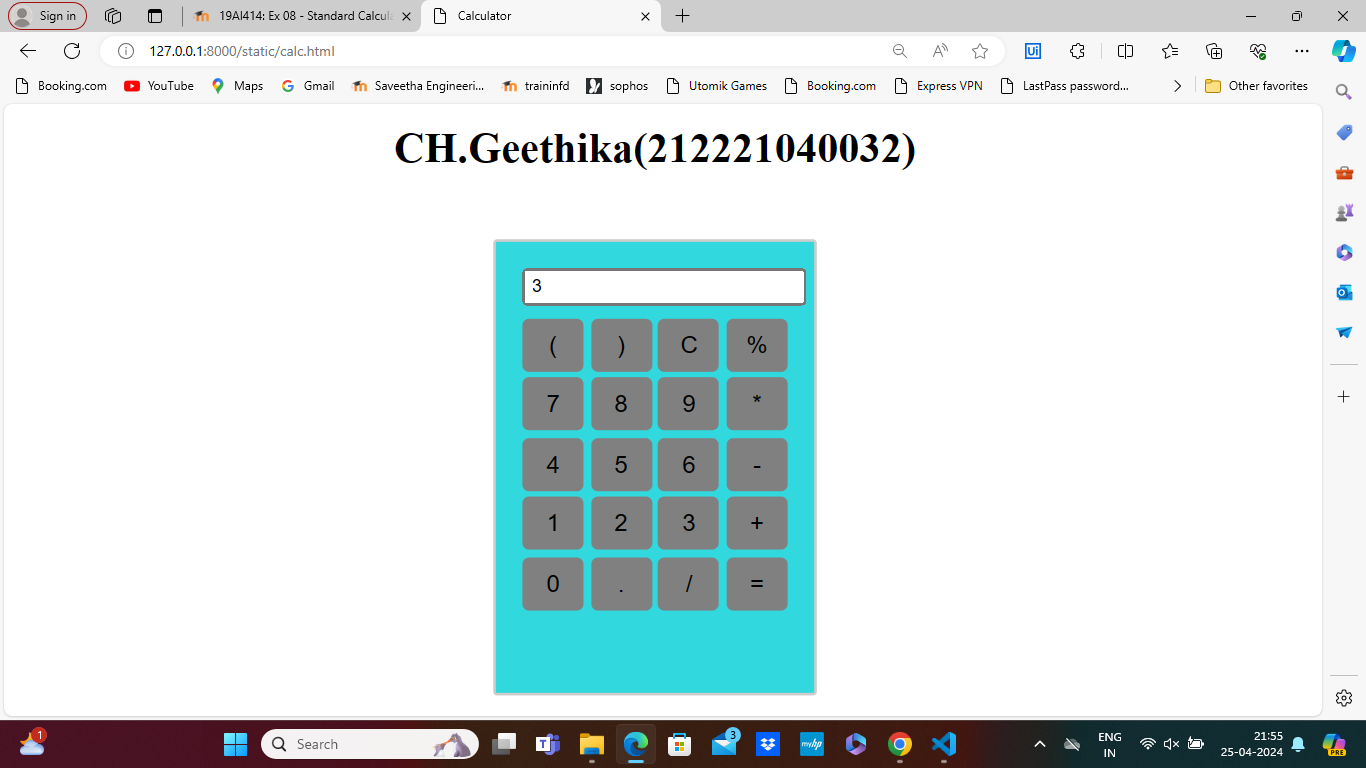 Sign in
19AI414: Ex 08 - Standard Calcul
Calculator
127.0.0.1:8000/static/calc.html
Booking.com YouTube Maps Gmail Saveetha Engineeri... traininfd sophos Utomik Games Booking.com Express VPN LastPass password... Other favorites
CH.Geethika(212221040032)
3
( ) C %
7 8 9 *
4 5 6 -
1 2 3 +
0 . / =
1
Search
3
myhp
ENG
IN
21:55
25-04-2024
PRE